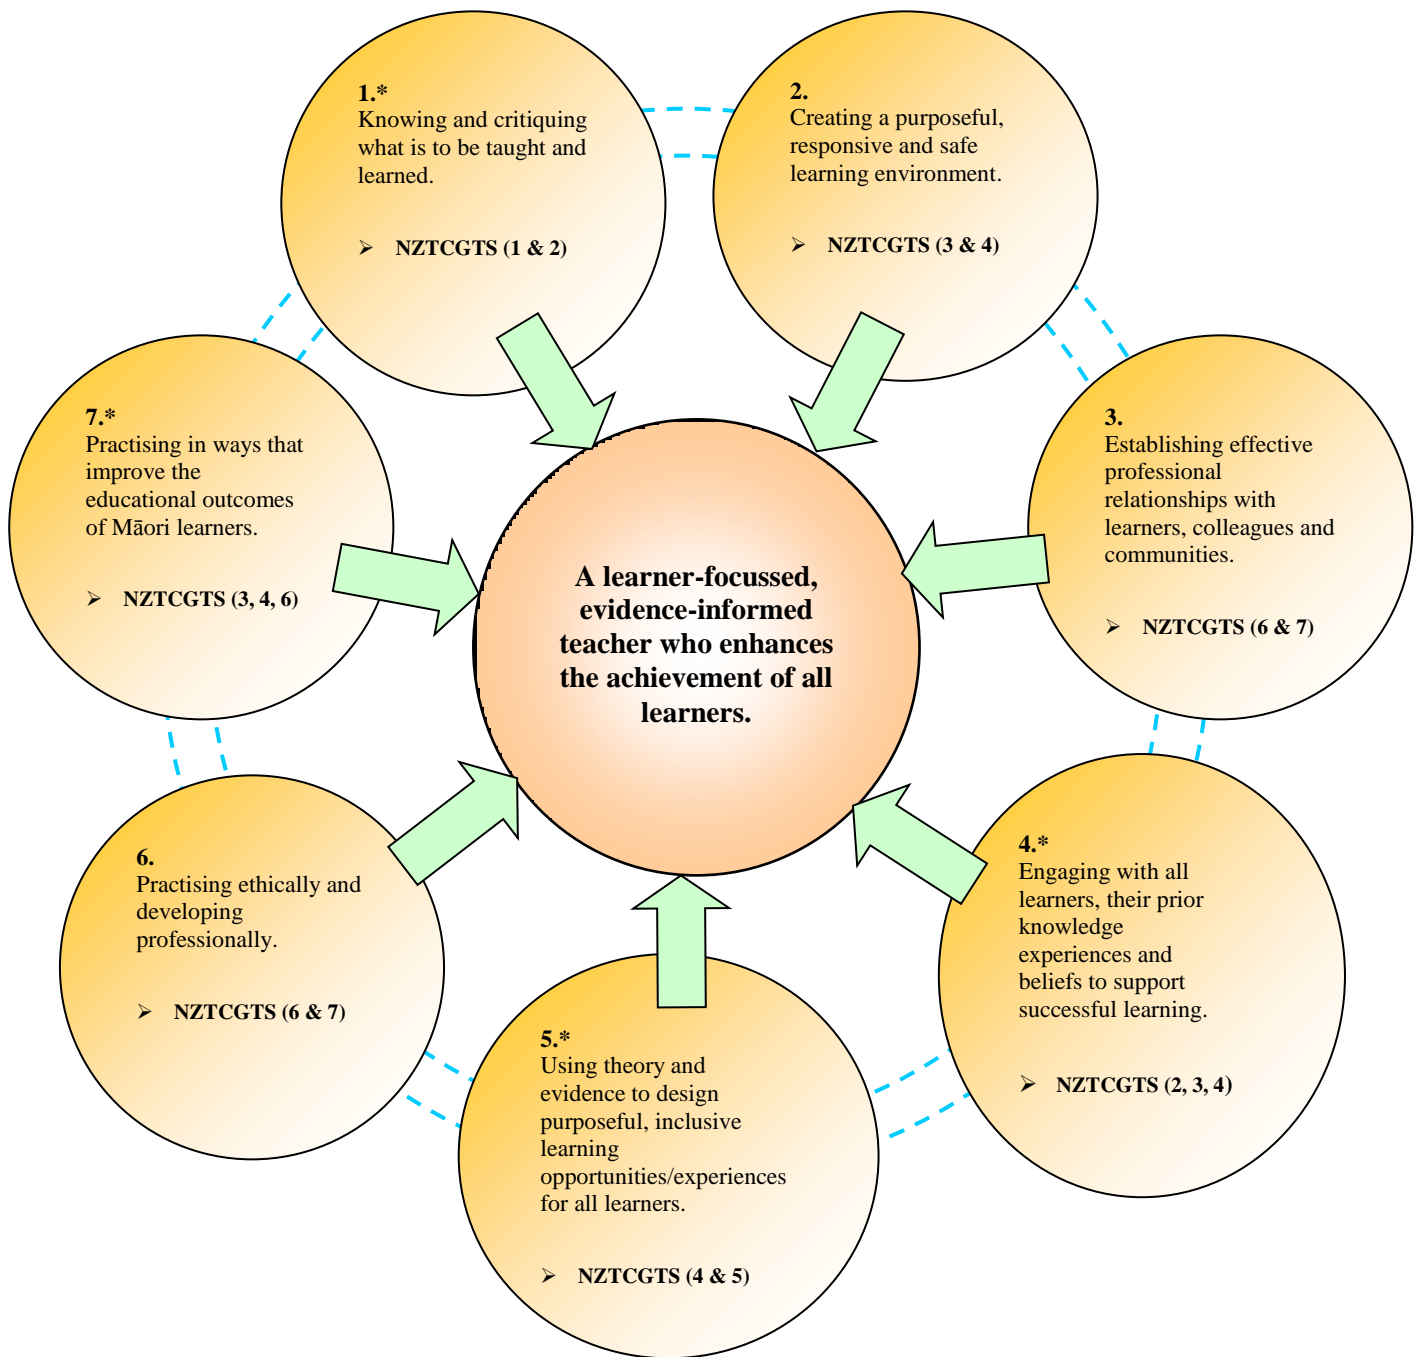 1.*
Knowing and critiquing
what is to be taught and
learned.
➢ NZTCGTS (1 & 2)
2.
Creating a purposeful,
responsive and safe
learning environment.
➢ NZTCGTS (3 & 4)
3.
Establishing effective
professional
relationships with
learners, colleagues and
communities.
➢ NZTCGTS (6 & 7)
4.*
Engaging with all
learners, their prior
knowledge
experiences and
beliefs to support
successful learning.
➢ NZTCGTS (2, 3, 4)
5.*
Using theory and
evidence to design
purposeful, inclusive
learning
opportunities/experiences
for all learners.
➢ NZTCGTS (4 & 5)
6.
Practising ethically and
developing
professionally.
➢ NZTCGTS (6 & 7)
7.*
Practising in ways that
improve the
educational outcomes
of Māori learners.
➢ NZTCGTS (3, 4, 6)
A learner-focussed,
evidence-informed
teacher who enhances
the achievement of all
learners.